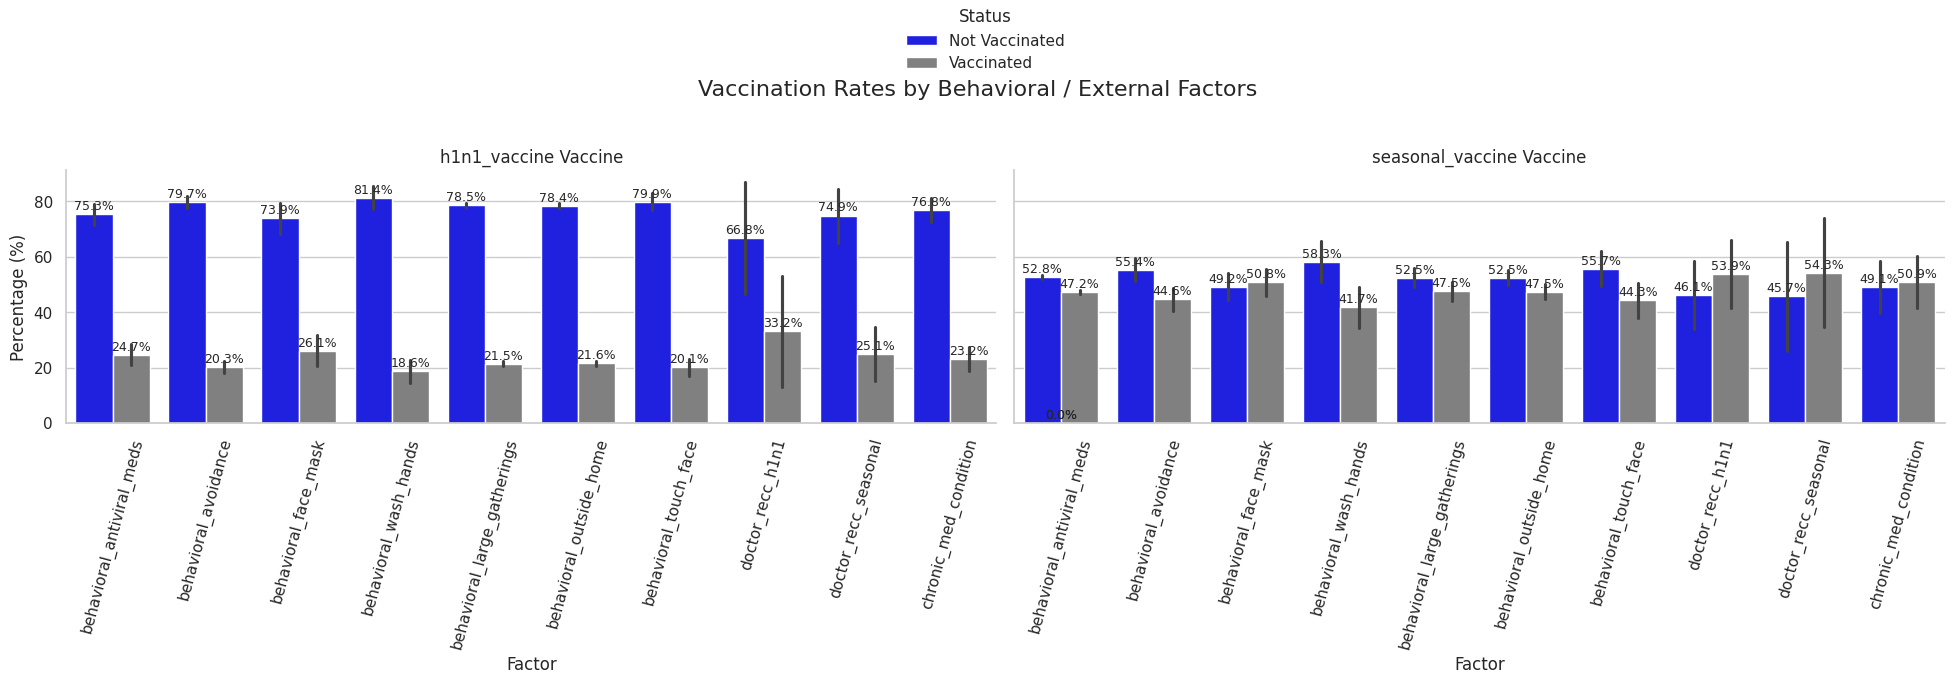 Status
Not Vaccinated
Vaccinated
Vaccination Rates by Behavioral / External Factors
h1n1_vaccine Vaccine
Percentage (%)
80
60
40
20
0
75.3%
24.7%
79.7%
20.3%
73.9%
26.1%
81.4%
18.6%
78.5%
21.5%
78.4%
21.6%
79.9%
20.1%
66.8%
33.2%
74.9%
25.1%
76.8%
23.2%
behavioral_antiviral_meds
behavioral_avoidance
behavioral_face_mask
behavioral_wash_hands
behavioral_large_gatherings
behavioral_outside_home
behavioral_touch_face
doctor_recc_h1n1
doctor_recc_seasonal
chronic_med_condition
Factor
seasonal_vaccine Vaccine
52.8%
47.2%
0.0%
55.4%
44.6%
49.2%
50.8%
58.3%
41.7%
52.5%
47.5%
52.5%
47.5%
55.7%
44.3%
46.1%
53.9%
45.7%
54.3%
49.1%
50.9%
behavioral_antiviral_meds
behavioral_avoidance
behavioral_face_mask
behavioral_wash_hands
behavioral_large_gatherings
behavioral_outside_home
behavioral_touch_face
doctor_recc_h1n1
doctor_recc_seasonal
chronic_med_condition
Factor